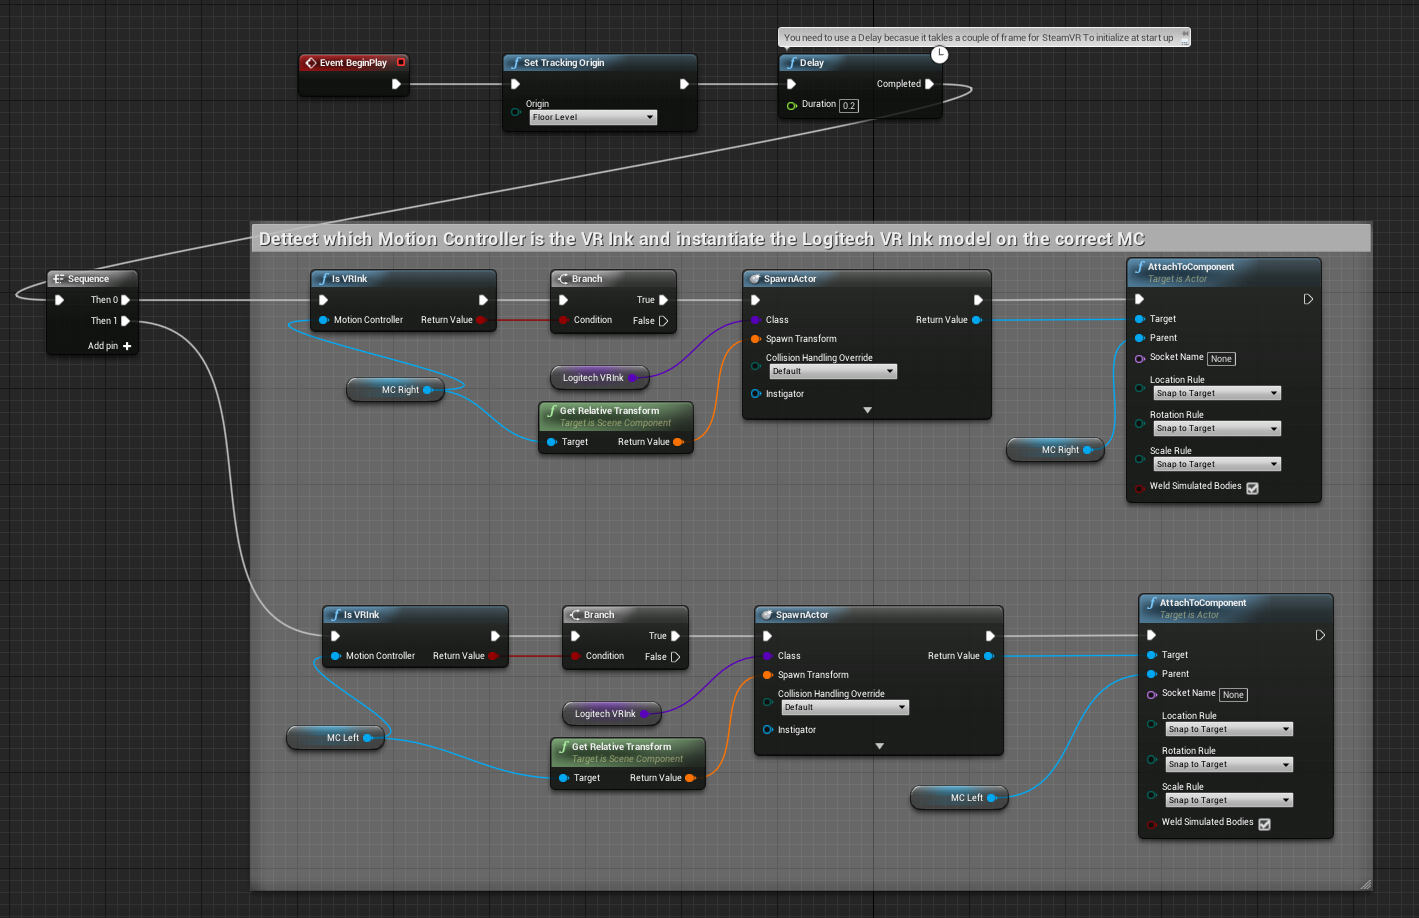 You need to use a Delay becasue it takles a couple of frame for SteamVR To initialize at start up
Event BeginPlay
Set Tracking Origin
Origin
Floor Level
Delay
Completed
Duration 0.2
Dettect which Motion Controller is the VR Ink and instantiate the Logitech VR Ink model on the correct MC
Sequence
Then 0
Then 1
Add pin
Is VRInk
Motion Controller Return Value
MC Right
Branch
True
Condition False
Logitech VRInk
Get Relative Transform
Target is Scene Component
Target Return Value
SpawnActor
Class Return Value
Spawn Transform
Collision Handling Override
Default
Instigator
MC Right
AttachToComponent
Target is Actor
Target
Parent
Socket Name None
Location Rule
Snap to Target
Rotation Rule
Snap to Target
Scale Rule
Snap to Target
Weld Simulated Bodies
Is VRInk
Motion Controller Return Value
MC Left
Branch
True
Condition False
Logitech VRInk
Get Relative Transform
Target is Scene Component
Target Return Value
SpawnActor
Class Return Value
Spawn Transform
Collision Handling Override
Default
Instigator
MC Left
AttachToComponent
Target is Actor
Target
Parent
Socket Name None
Location Rule
Snap to Target
Rotation Rule
Snap to Target
Scale Rule
Snap to Target
Weld Simulated Bodies